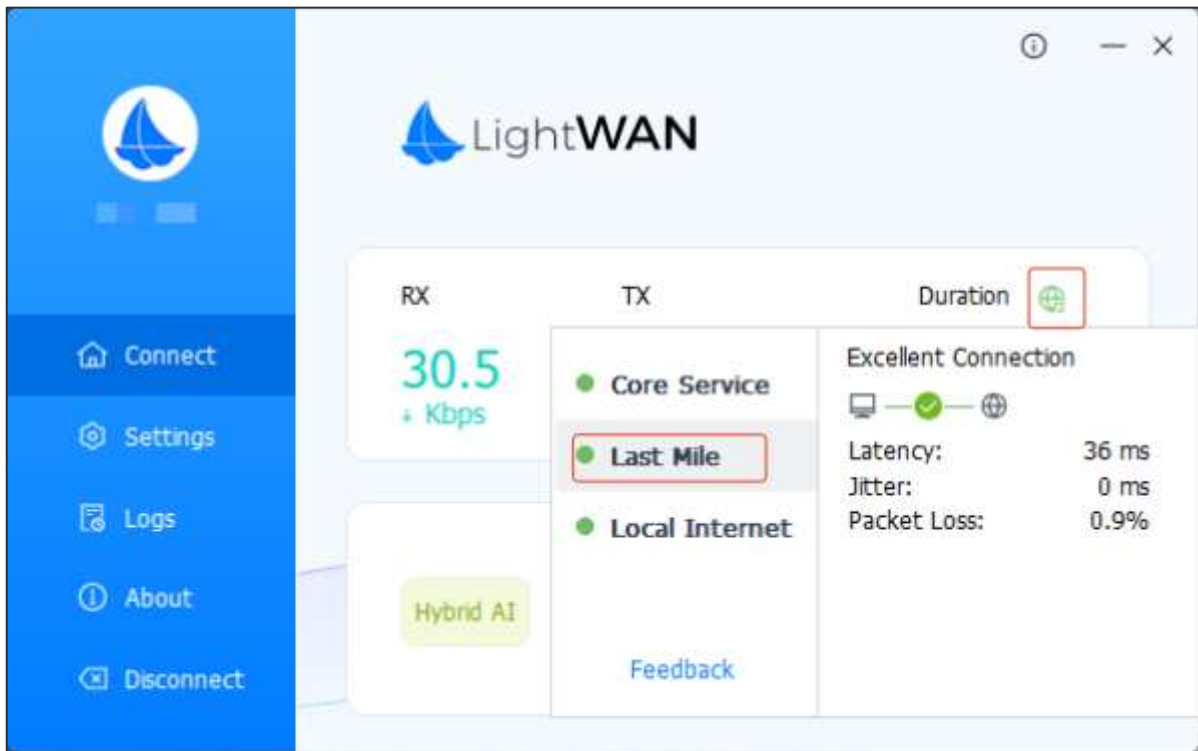 LightWAN
RX
TX
Duration
30.5
Kbps
Connect
Settings
Logs
About
Disconnect
Core Service
Last Mile
Local Internet
Feedback
Excellent Connection
Latency: 36 ms
Jitter: 0 ms
Packet Loss: 0.9%
Hybrid AI